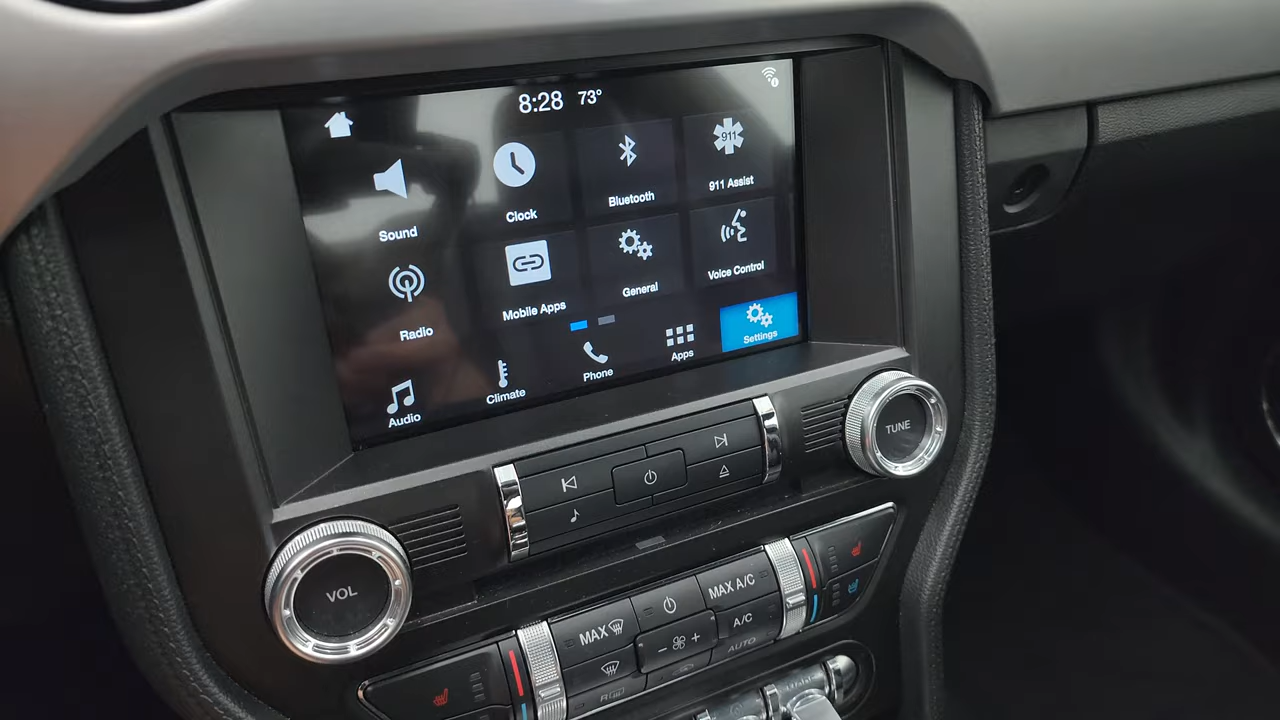 8:28 73°
Sound
Clock
Bluetooth
911
911 Assist
Radio
Mobile Apps
General
Voice Control
Audio
Climate
Phone
Apps
Settings
VOL
TUNE
MAX
MAX A/C
A/C
AUTO
R